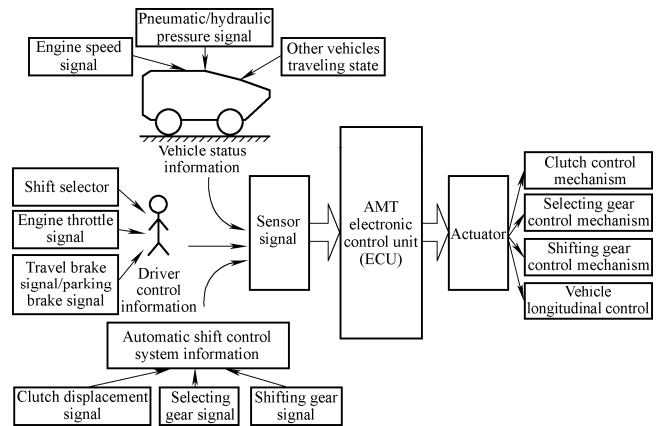 Pneumatic/hydraulic
pressure signal
Engine speed
signal
Other vehicles
traveling state
Vehicle status
information
Shift selector
Engine throttle
signal
Travel brake
signal/parking
brake signal
Driver
control
information
Sensor
signal
AMT
electronic
control unit
(ECU)
Actuator
Clutch control
mechanism
Selecting gear
control mechanism
Shifting gear
control mechanism
Vehicle
longitudinal control
Automatic shift control
system information
Clutch displacement
signal
Selecting
gear signal
Shifting gear
signal